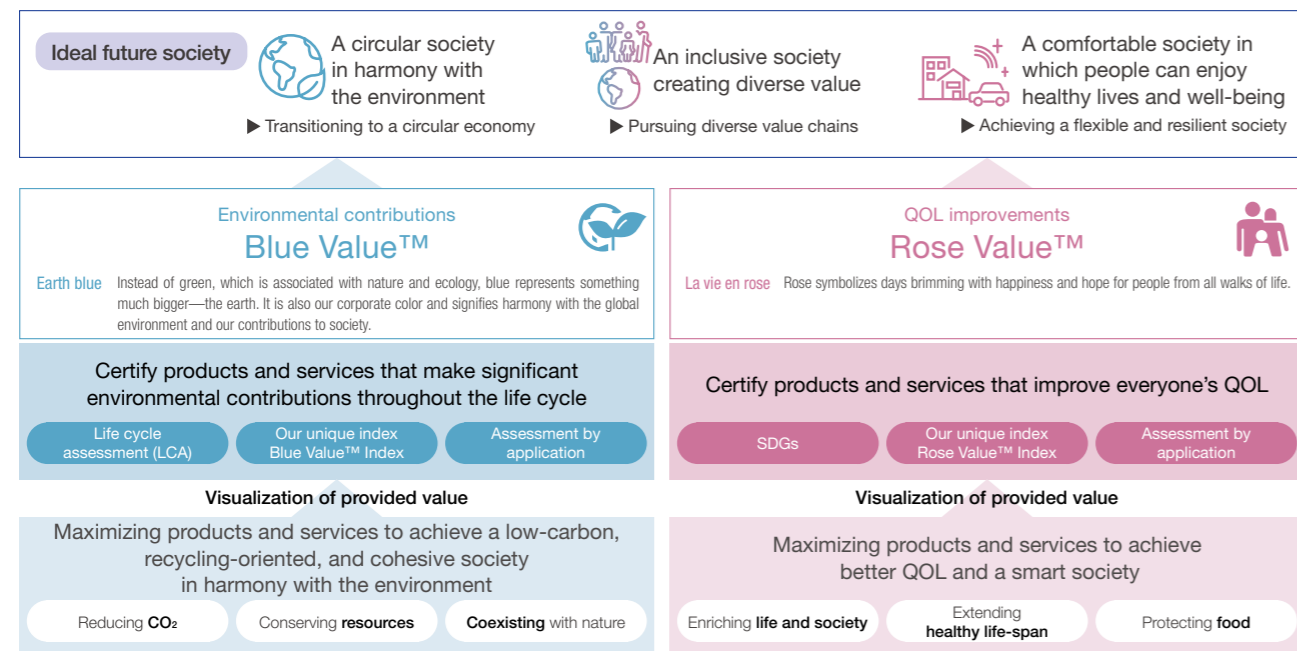 Ideal future society
A circular society
in harmony with
the environment
▶ Transitioning to a circular economy
An inclusive society
creating diverse value
▶ Pursuing diverse value chains
A comfortable society in
which people can enjoy
healthy lives and well-being
▶ Achieving a flexible and resilient society
Environmental contributions
Blue Value™
Earth blue
Instead of green, which is associated with nature and ecology, blue represents something
much bigger—the earth. It is also our corporate color and signifies harmony with the global
environment and our contributions to society.
Certify products and services that make significant
environmental contributions throughout the life cycle
Life cycle
assessment (LCA)
Our unique index
Blue Value™ Index
Assessment by
application
Visualization of provided value
Maximizing products and services to achieve a low-carbon,
recycling-oriented, and cohesive society
in harmony with the environment
Reducing CO₂
Conserving resources
Coexisting with nature
QOL improvements
Rose Value™
La vie en rose
Rose symbolizes days brimming with happiness and hope for people from all walks of life.
Certify products and services that improve everyone's QOL
SDGs
Our unique index
Rose Value™ Index
Assessment by
application
Visualization of provided value
Maximizing products and services to achieve
better QOL and a smart society
Enriching life and society
Extending
healthy life-span
Protecting food